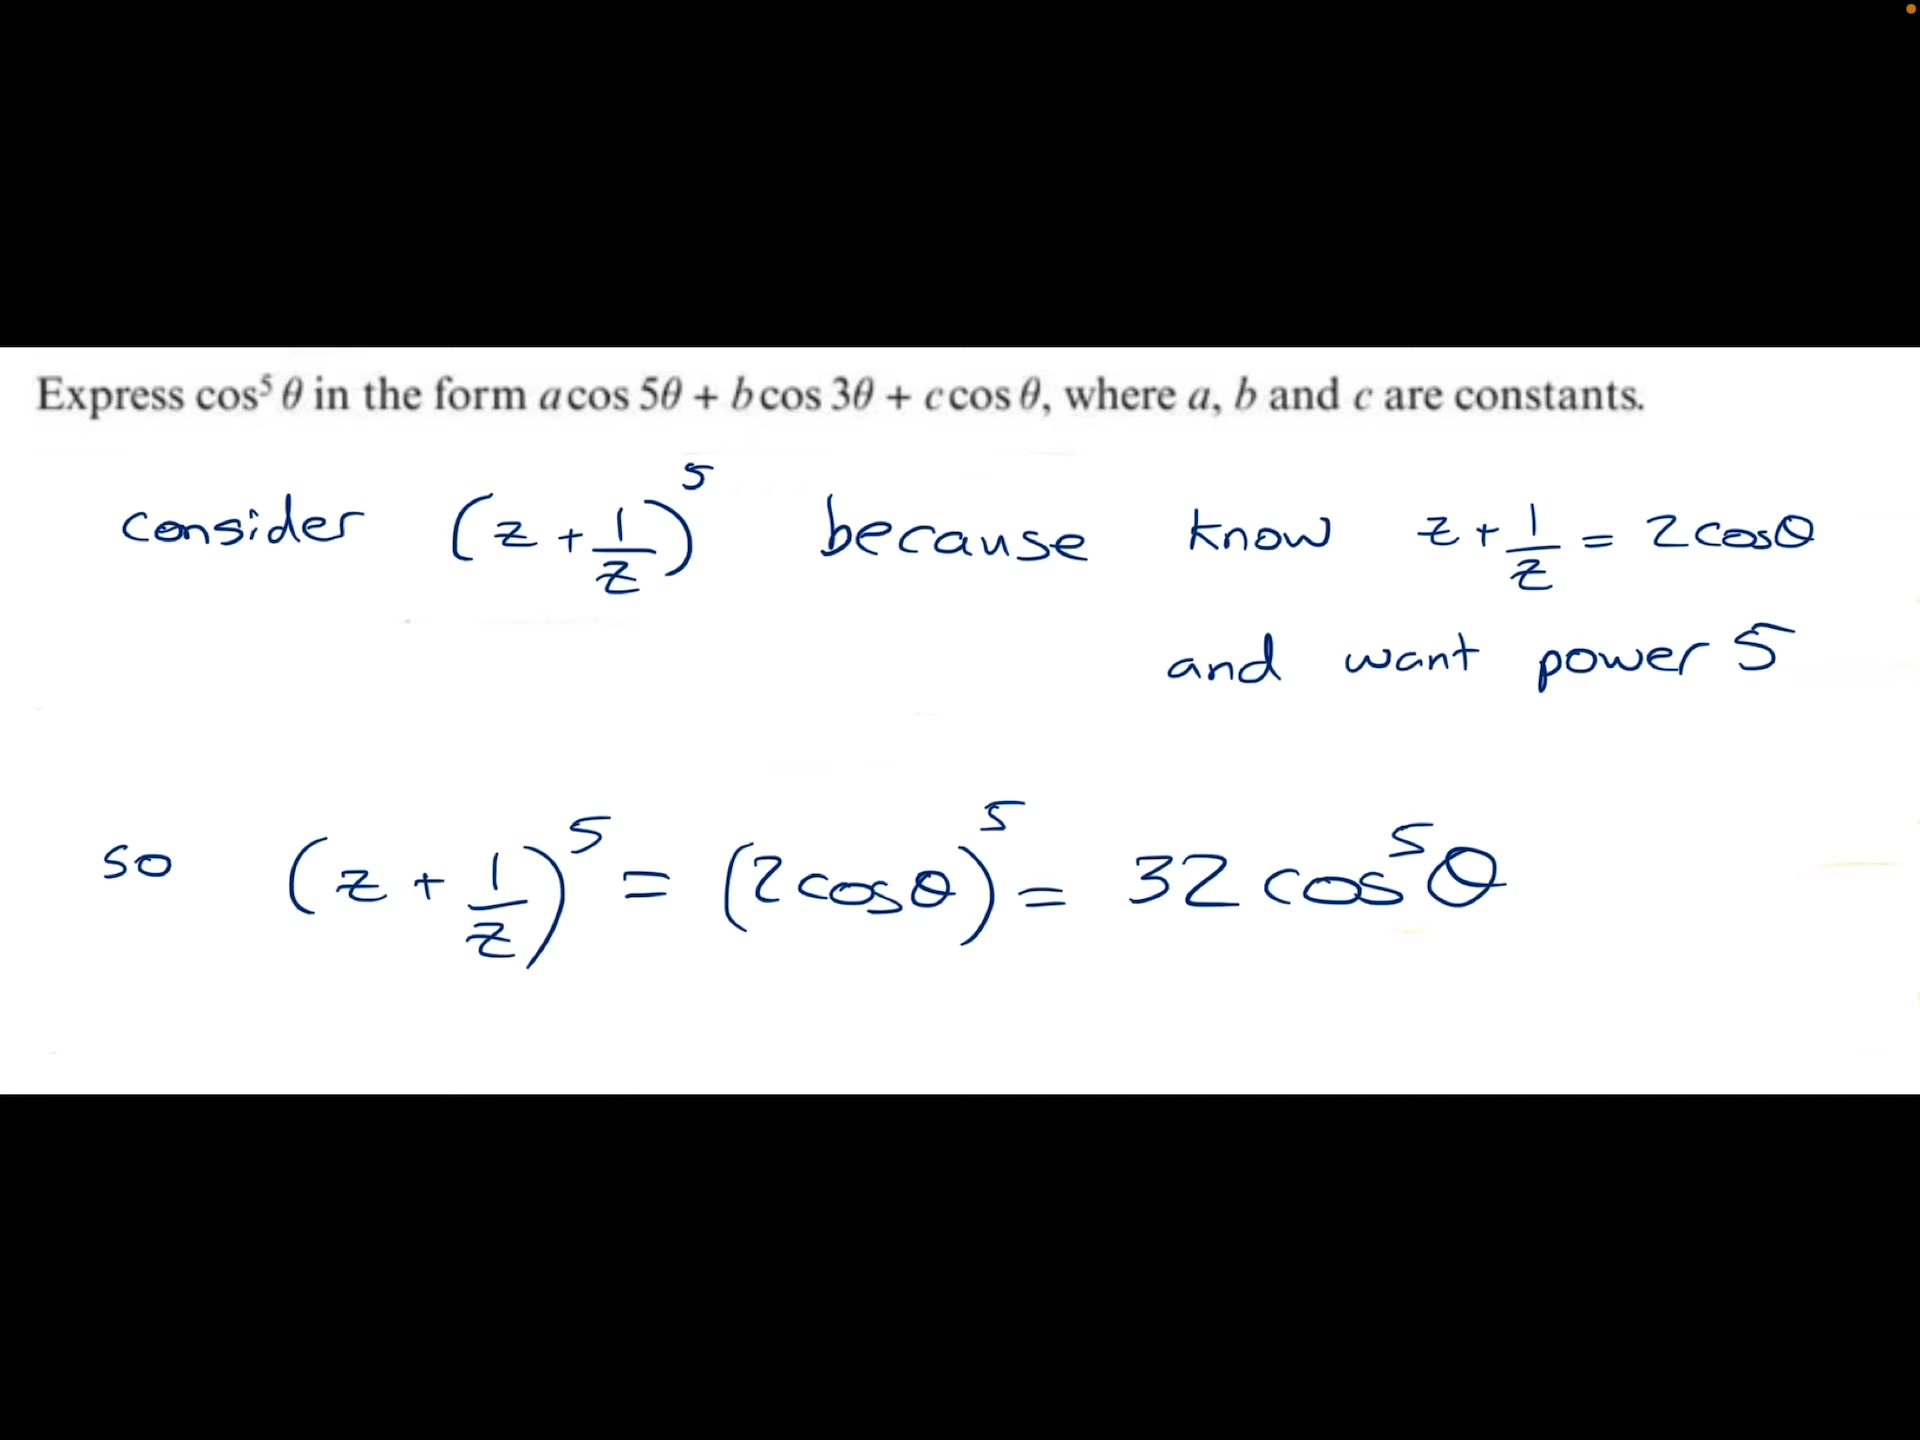 Express cos⁵ θ in the form a cos 5θ + b cos 3θ + c cos θ, where a, b and c are constants.
consider (z + 1/z)⁵ because know z + 1/z = 2cosθ
and want power 5
so (z + 1/z)⁵ = (2cosθ)⁵ = 32 cos⁵θ